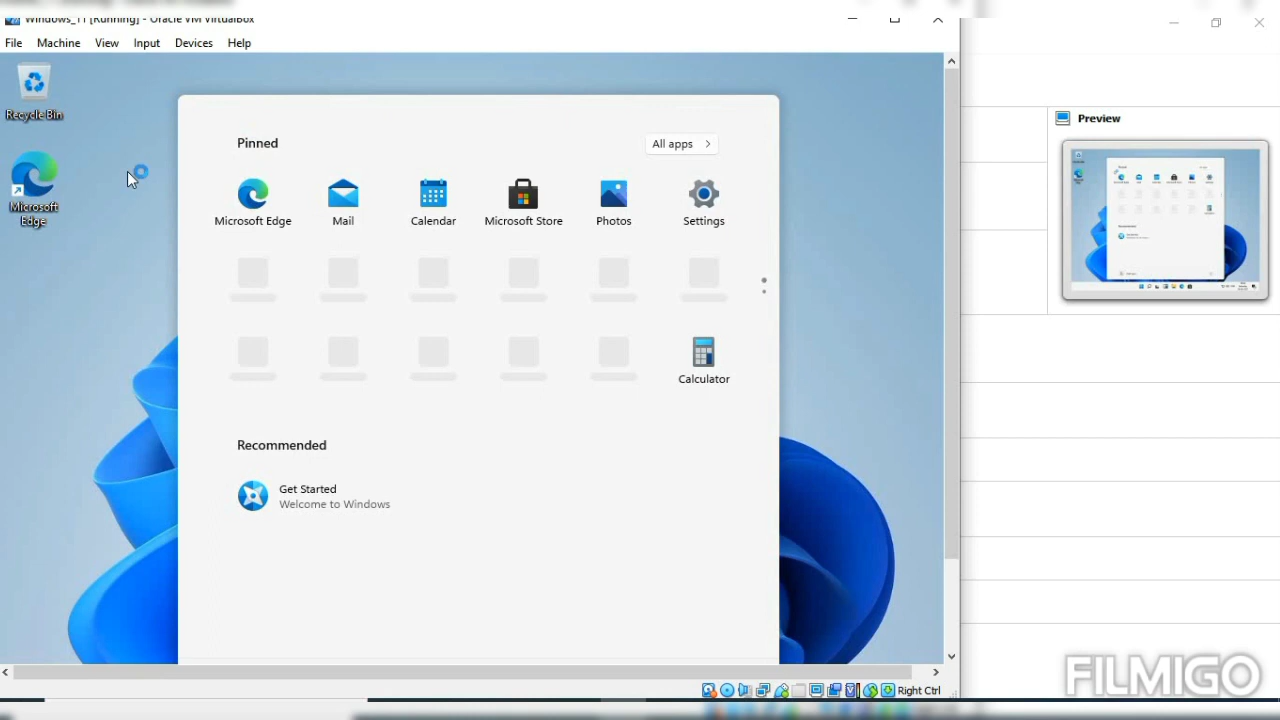 Windows_11 [Running] - Oracle VM VirtualBox
File Machine View Input Devices Help
Recycle Bin
Microsoft Edge
Pinned
All apps
Microsoft Edge Mail Calendar Microsoft Store Photos Settings
Calculator
Recommended
Get Started
Welcome to Windows
Right Ctrl
Preview
FILMIGO